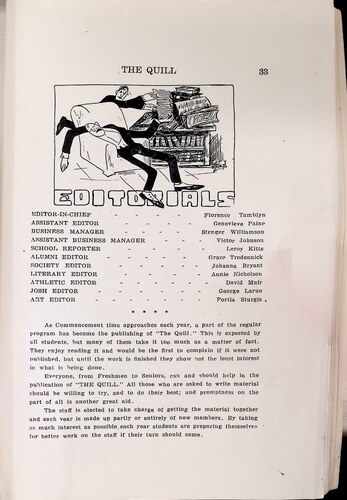 THE QUILL 33
EDITORIALS
EDITOR-IN-CHIEF - - - - Florence Tamblyn
ASSISTANT EDITOR - - - - Genevieve Paine
BUSINESS MANAGER - - - - Stenger Williamson
ASSISTANT BUSINESS MANAGER - - - Victor Johnson
SCHOOL REPORTER - - - - Leroy Kitts
ALUMNI EDITOR - - - - Grace Tredennick
SOCIETY EDITOR - - - - Johanna Bryant
LITERARY EDITOR - - - - Annie Nicholson
ATHLETIC EDITOR - - - - David Muir
JOSH EDITOR - - - - George Larue
ART EDITOR - - - - Portia Sturgis
* * * *
As Commencement time approaches each year, a part of the regular
program has become the publishing of "The Quill." This is expected by
all students, but many of them take it too much as a matter of fact.
They enjoy reading it and would be the first to complain if it were not
published, but until the work is finished they show not the least interest
in what is being done.
Everyone, from Freshmen to Seniors, can and should help in the
publication of "THE QUILL." All those who are asked to write material
should be willing to try, and to do their best; and promptness on the
part of all is another great aid.
The staff is elected to take charge of getting the material together
and each year is made up partly or entirely of new members. By taking
as much interest as possible each year students are preparing themselves
for better work on the staff if their turn should come.